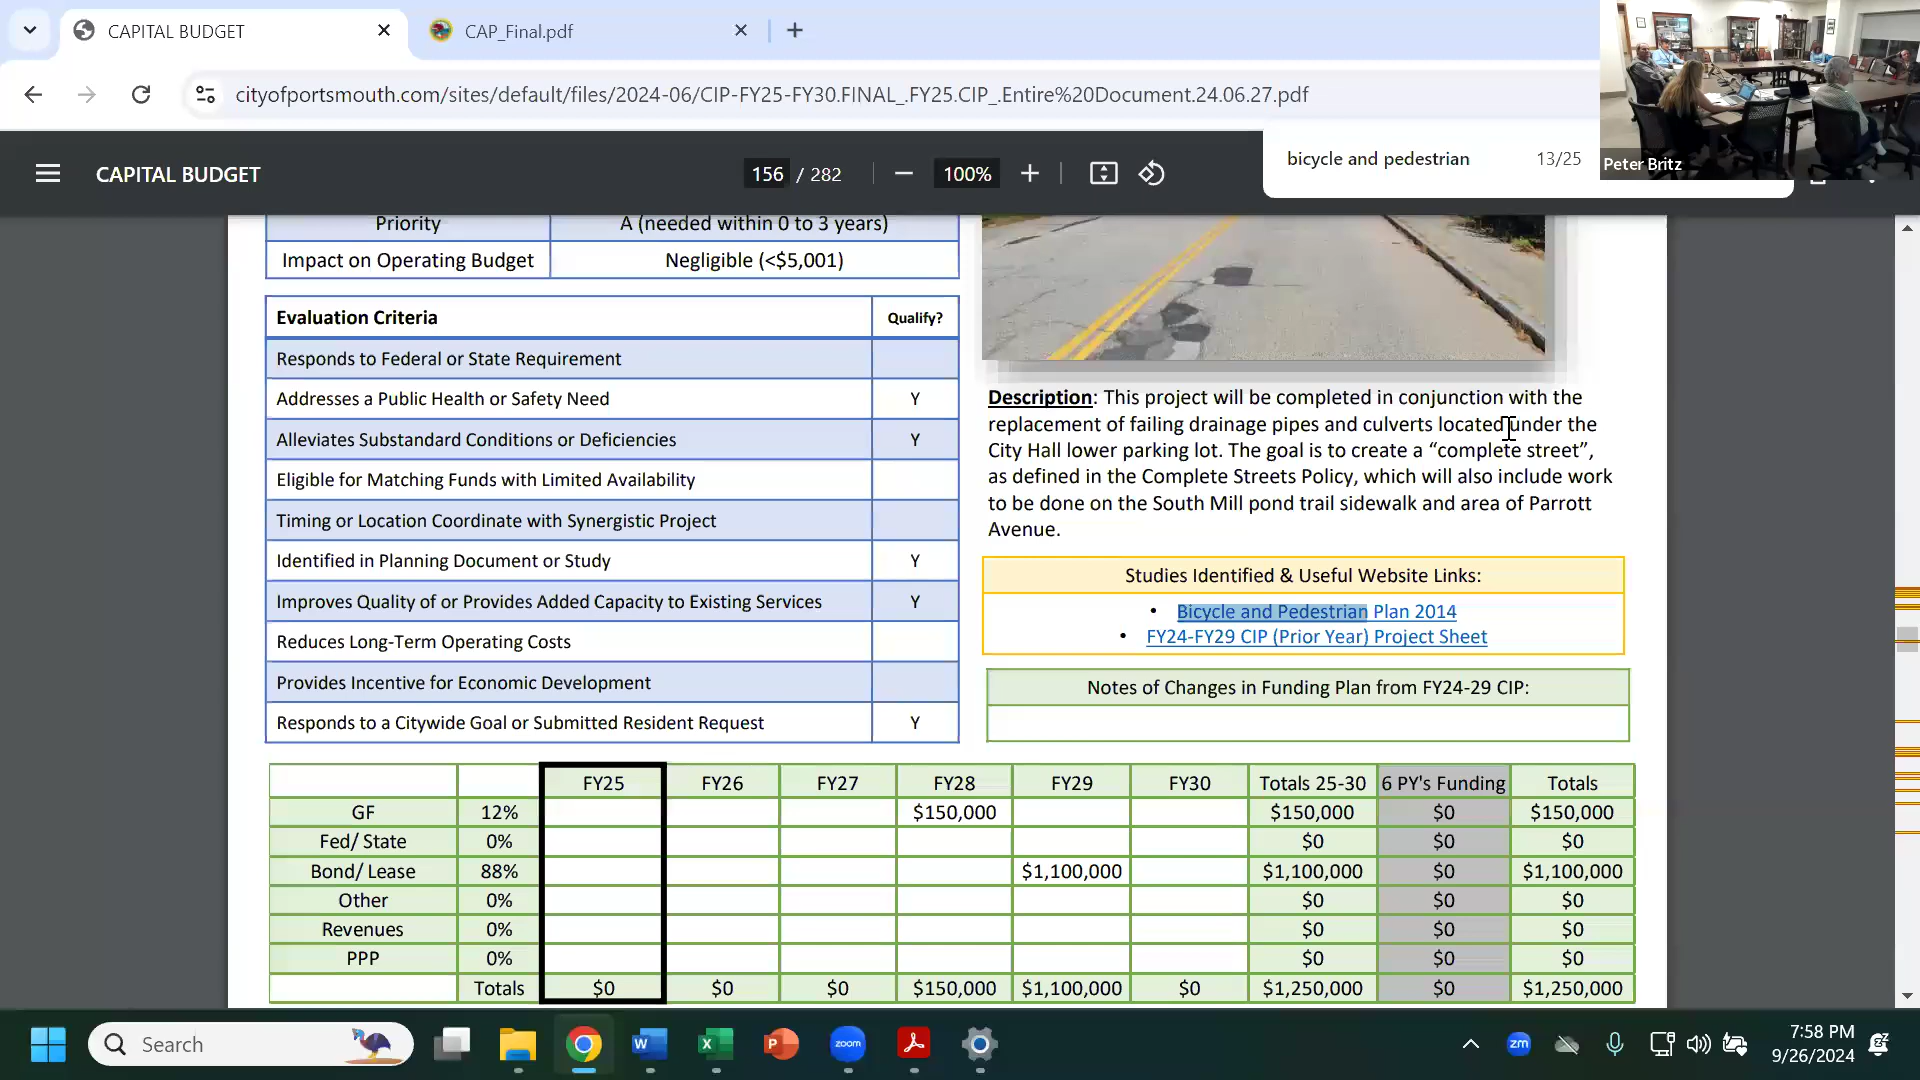 CAPITAL BUDGET
CAP_Final.pdf
cityofportsmouth.com/sites/default/files/2024-06/CIP-FY25-FY30.FINAL_.FY25.CIP_.Entire%20Document.24.06.27.pdf
CAPITAL BUDGET
156 / 282
100%
bicycle and pedestrian 13/25
Peter Britz
Priority A (needed within 0 to 3 years)
Impact on Operating Budget Negligible (<$5,001)
Evaluation Criteria Qualify?
Responds to Federal or State Requirement
Addresses a Public Health or Safety Need Y
Alleviates Substandard Conditions or Deficiencies Y
Eligible for Matching Funds with Limited Availability
Timing or Location Coordinate with Synergistic Project
Identified in Planning Document or Study Y
Improves Quality of or Provides Added Capacity to Existing Services Y
Reduces Long-Term Operating Costs
Provides Incentive for Economic Development
Responds to a Citywide Goal or Submitted Resident Request Y
Description: This project will be completed in conjunction with the
replacement of failing drainage pipes and culverts located under the
City Hall lower parking lot. The goal is to create a “complete street”,
as defined in the Complete Streets Policy, which will also include work
to be done on the South Mill pond trail sidewalk and area of Parrott
Avenue.
Studies Identified & Useful Website Links:
• Bicycle and Pedestrian Plan 2014
• FY24-FY29 CIP (Prior Year) Project Sheet
Notes of Changes in Funding Plan from FY24-29 CIP:
FY25 FY26 FY27 FY28 FY29 FY30 Totals 25-30 6 PY's Funding Totals
GF 12% $150,000 $150,000 $0 $150,000
Fed/ State 0% $0 $0 $0
Bond/ Lease 88% $1,100,000 $1,100,000 $0 $1,100,000
Other 0% $0 $0 $0
Revenues 0% $0 $0 $0
PPP 0% $0 $0 $0
Totals $0 $0 $0 $150,000 $1,100,000 $0 $1,250,000 $0 $1,250,000
Search
zoom
zm
7:58 PM
9/26/2024